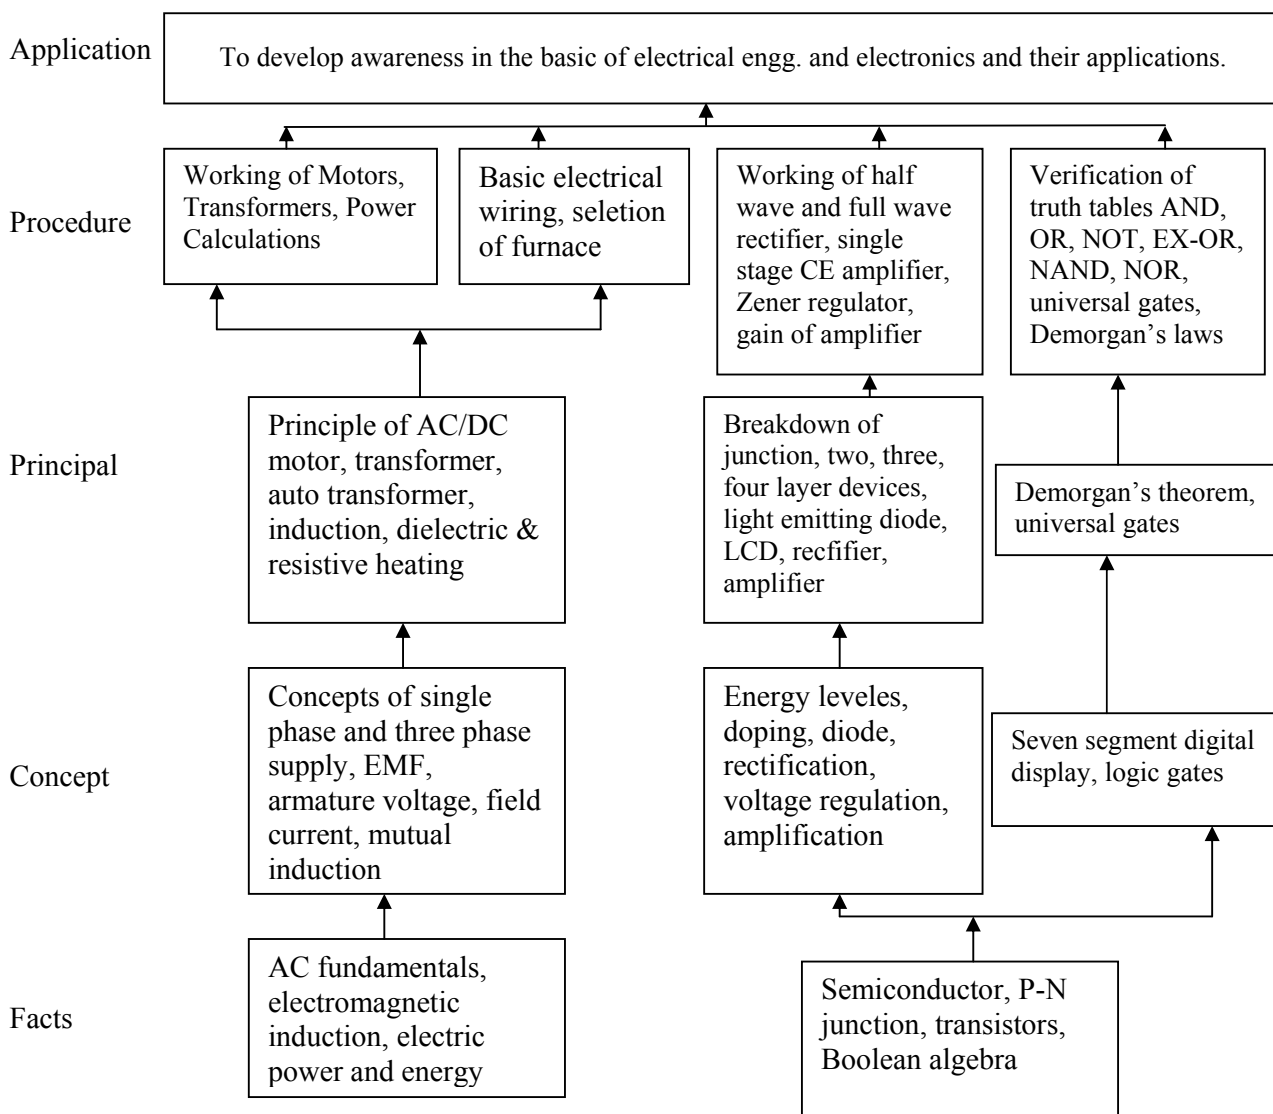 Application
To develop awareness in the basic of electrical engg. and electronics and their applications.
Procedure
Working of Motors,
Transformers, Power
Calculations
Basic electrical
wiring, seletion
of furnace
Working of half
wave and full wave
rectifier, single
stage CE amplifier,
Zener regulator,
gain of amplifier
Verification of
truth tables AND,
OR, NOT, EX-OR,
NAND, NOR,
universal gates,
Demorgan’s laws
Principal
Principle of AC/DC
motor, transformer,
auto transformer,
induction, dielectric &
resistive heating
Breakdown of
junction, two, three,
four layer devices,
light emitting diode,
LCD, recfifier,
amplifier
Demorgan’s theorem,
universal gates
Concept
Concepts of single
phase and three phase
supply, EMF,
armature voltage, field
current, mutual
induction
Energy leveles,
doping, diode,
rectification,
voltage regulation,
amplification
Seven segment digital
display, logic gates
Facts
AC fundamentals,
electromagnetic
induction, electric
power and energy
Semiconductor, P-N
junction, transistors,
Boolean algebra